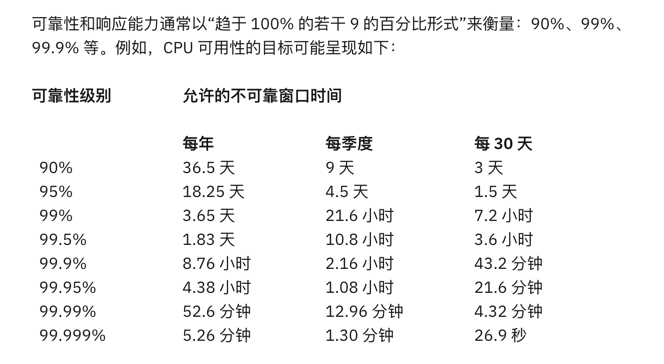 可靠性和响应能力通常以“趋于 100% 的若干 9 的百分比形式”来衡量：90%、99%、
99.9% 等。例如，CPU 可用性的目标可能呈现如下：
可靠性级别 允许的不可靠窗口时间
每年 每季度 每 30 天
90% 36.5 天 9 天 3 天
95% 18.25 天 4.5 天 1.5 天
99% 3.65 天 21.6 小时 7.2 小时
99.5% 1.83 天 10.8 小时 3.6 小时
99.9% 8.76 小时 2.16 小时 43.2 分钟
99.95% 4.38 小时 1.08 小时 21.6 分钟
99.99% 52.6 分钟 12.96 分钟 4.32 分钟
99.999% 5.26 分钟 1.30 分钟 26.9 秒